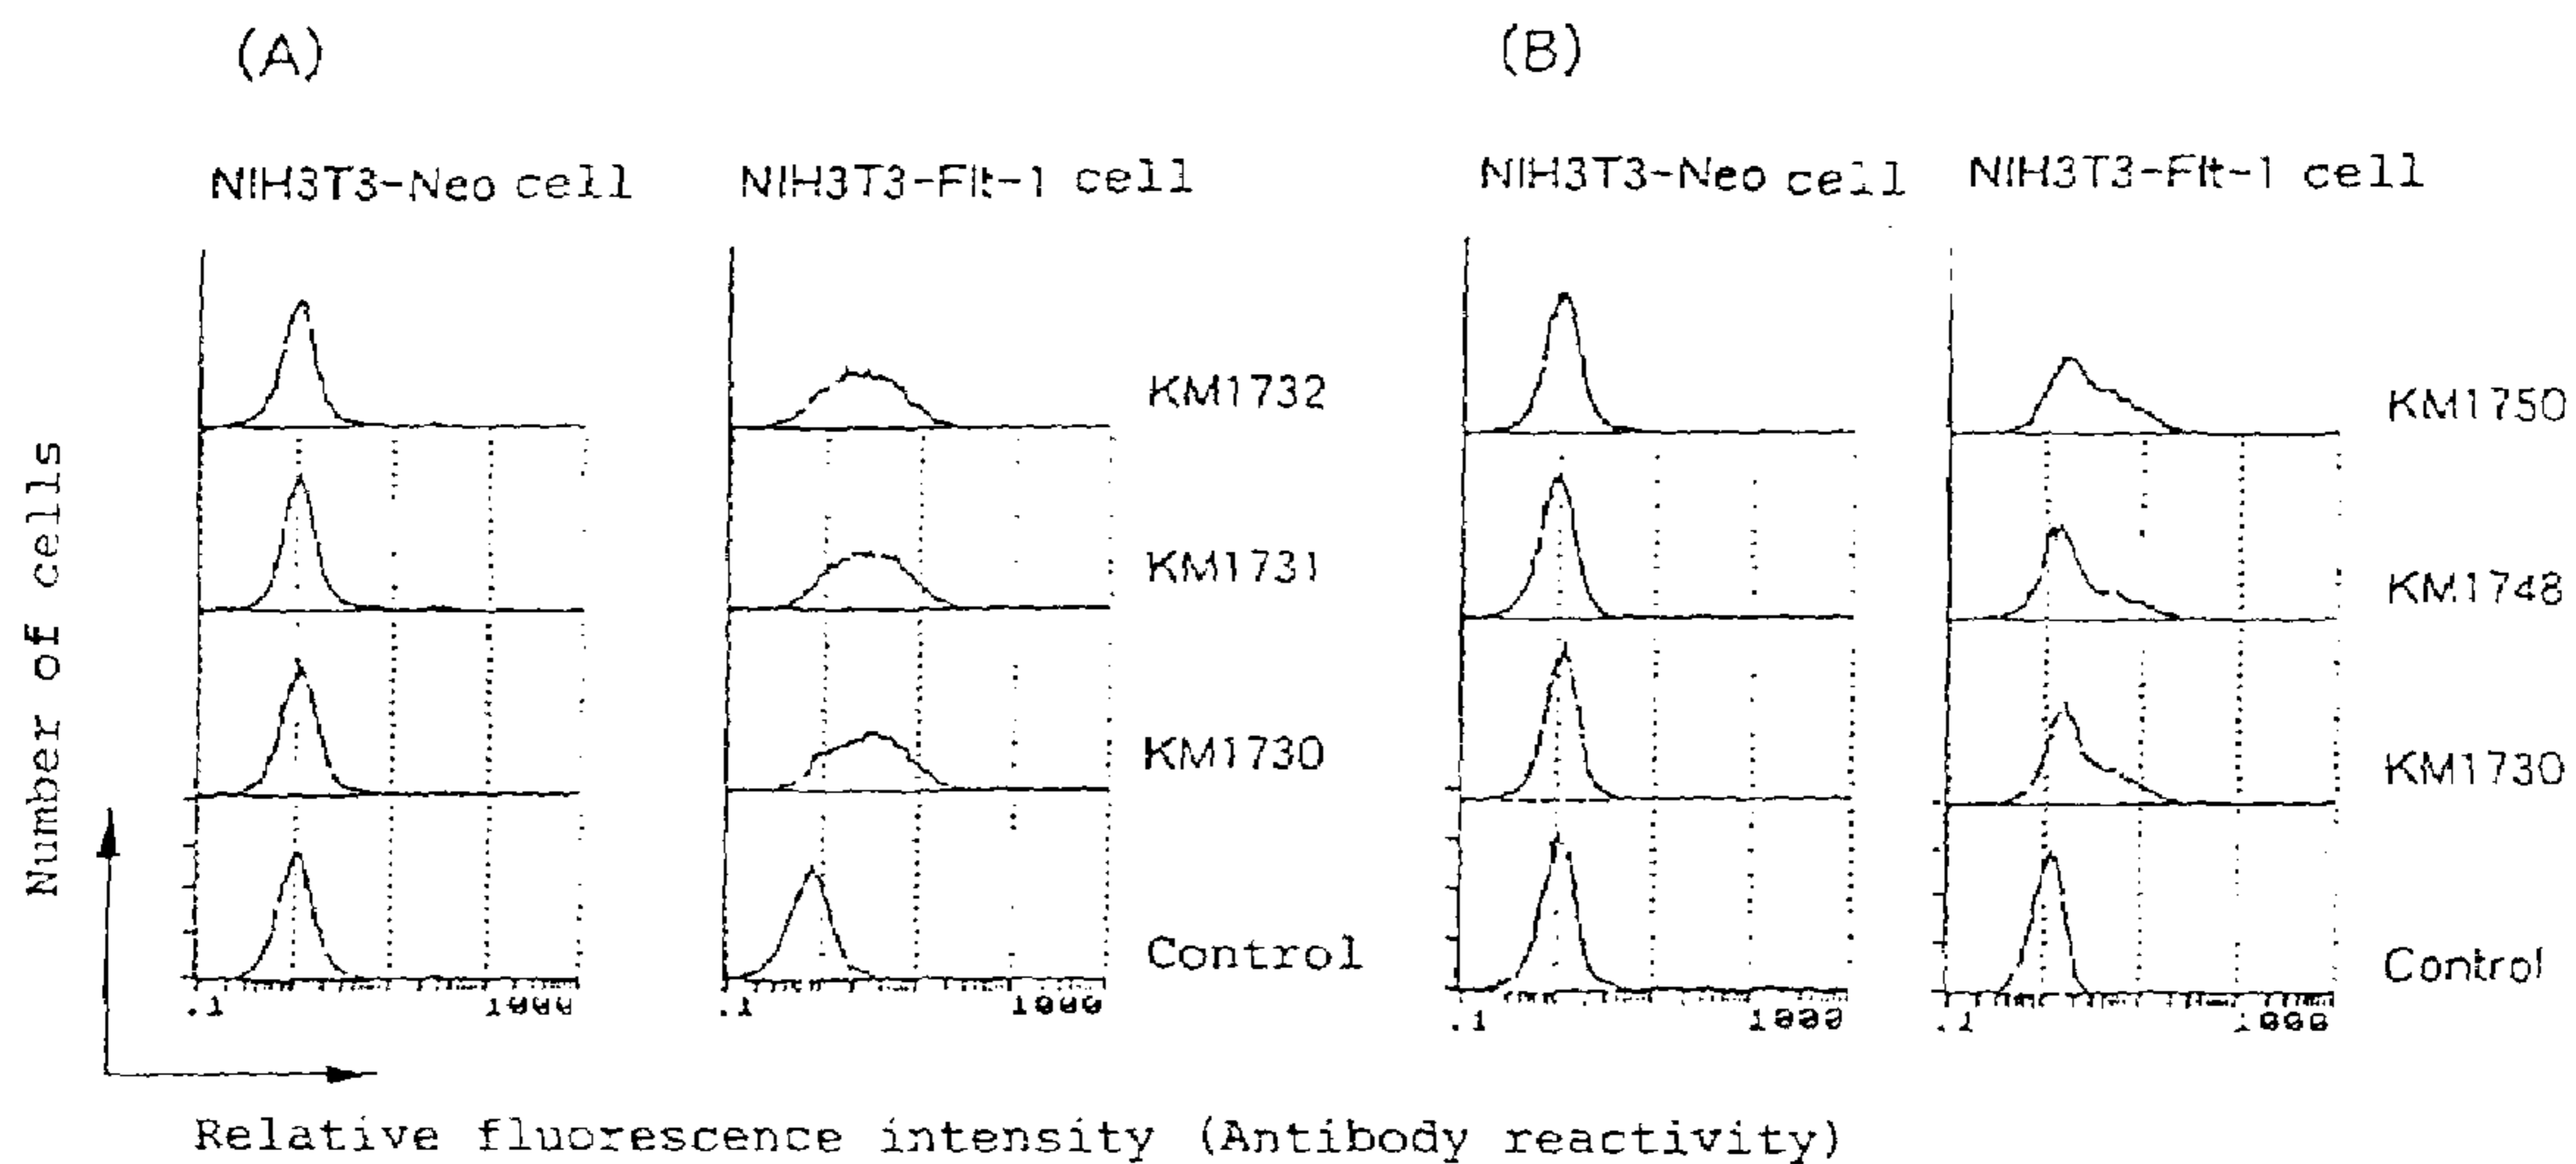 (A)
(B)
NIH3T3-Neo cell
NIH3T3-Flt-1 cell
NIH3T3-Neo cell
NIH3T3-Flt-1 cell
KM1732
KM1731
KM1730
Control
KM1750
KM1748
KM1730
Control
Number of cells
.1
1000
.1
1000
.1
1000
.1
1000
Relative fluorescence intensity (Antibody reactivity)